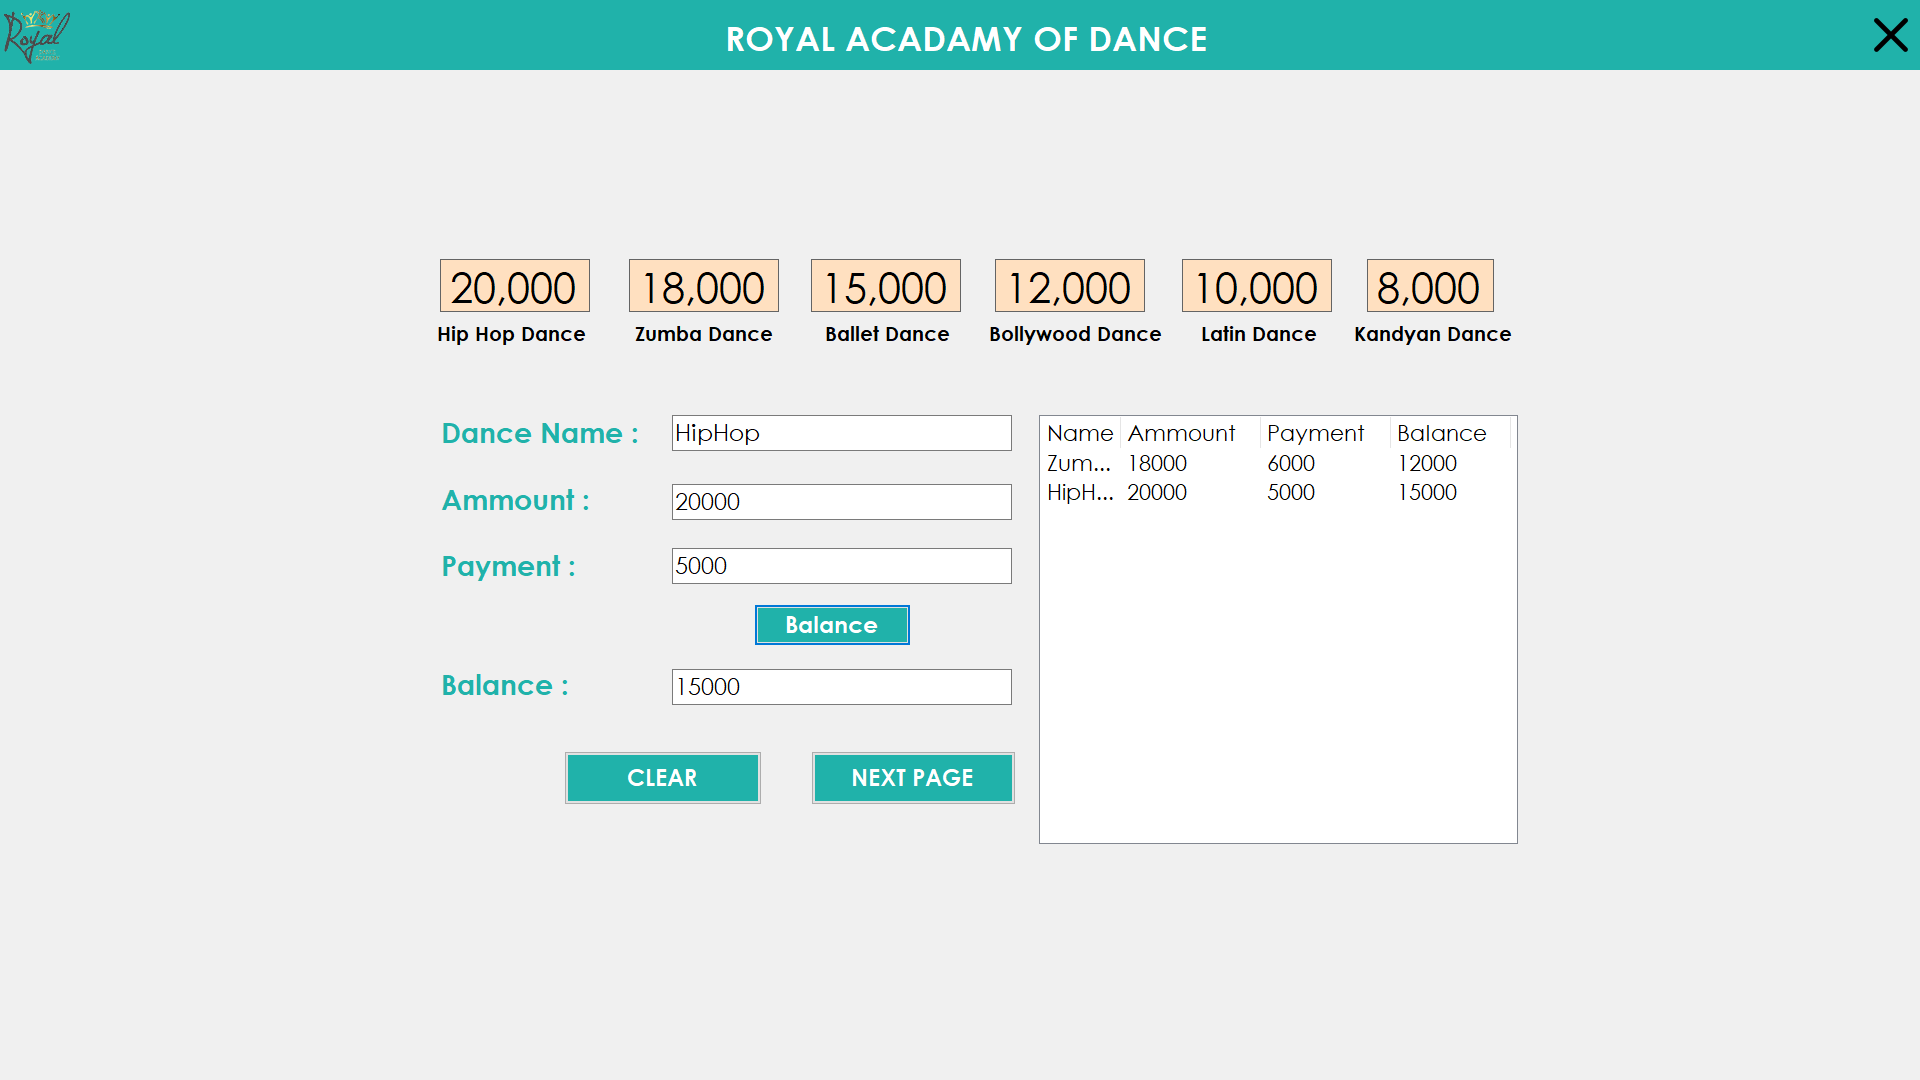 Royal
ROYAL ACADAMY OF DANCE
20,000 18,000 15,000 12,000 10,000 8,000
Hip Hop Dance Zumba Dance Ballet Dance Bollywood Dance Latin Dance Kandyan Dance
Dance Name : HipHop
Ammount : 20000
Payment : 5000
Balance
Balance : 15000
CLEAR NEXT PAGE
Name Ammount Payment Balance
Zum... 18000 6000 12000
HipH... 20000 5000 15000